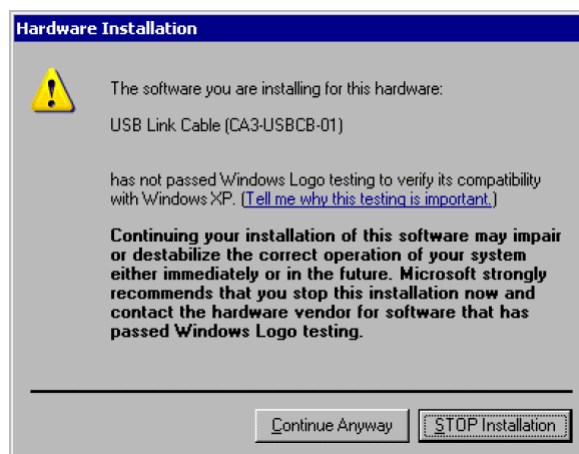 Hardware Installation
The software you are installing for this hardware:
USB Link Cable (CA3-USBCB-01)
has not passed Windows Logo testing to verify its compatibility
with Windows XP. (Tell me why this testing is important.)
Continuing your installation of this software may impair
or destabilize the correct operation of your system
either immediately or in the future. Microsoft strongly
recommends that you stop this installation now and
contact the hardware vendor for software that has
passed Windows Logo testing.
Continue Anyway
STOP Installation